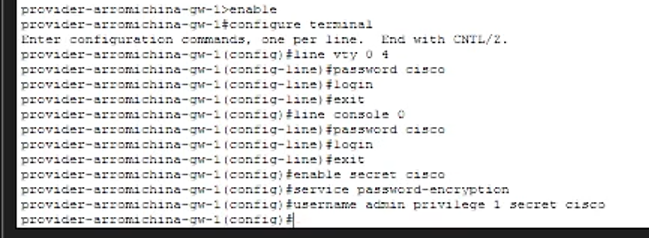 provider-arromichina-gw-1>enable
provider-arromichina-gw-1#configure terminal
Enter configuration commands, one per line.  End with CNTL/Z.
provider-arromichina-gw-1(config)#line vty 0 4
provider-arromichina-gw-1(config-line)#password cisco
provider-arromichina-gw-1(config-line)#login
provider-arromichina-gw-1(config-line)#exit
provider-arromichina-gw-1(config)#line console 0
provider-arromichina-gw-1(config-line)#password cisco
provider-arromichina-gw-1(config-line)#login
provider-arromichina-gw-1(config-line)#exit
provider-arromichina-gw-1(config)#enable secret cisco
provider-arromichina-gw-1(config)#service password-encryption
provider-arromichina-gw-1(config)#username admin privilege 1 secret cisco
provider-arromichina-gw-1(config)#